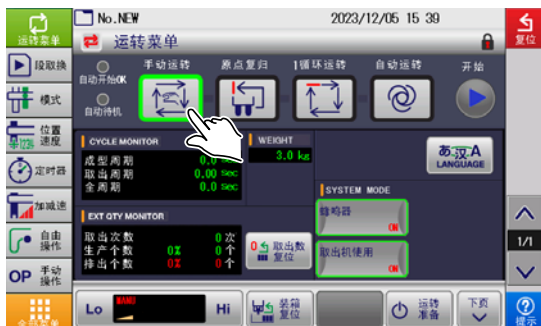 No.NEW 2023/12/05 15 39
运转菜单 运转菜单 复位
段取换
模式
位置
速度
定时器
加减速
自由
操作
OP 手动
操作
全部菜单
手动运转 原点复归 1循环运转 自动运转 开始
自动开始OK
自动待机
CYCLE MONITOR
成型周期 0.0 sec
取出周期 0.00 sec
全周期 0.0 sec
WEIGHT
3.0 kg
あ汉A
LANGUAGE
EXT QTY MONITOR
取出次数 0 次
生产个数 0% 0 个
排出个数 0% 0 个
0 取出数
复位
SYSTEM MODE
蜂鸣器
ON
取出机使用
ON
1/1
Lo Hi
装箱
复位
运转
准备
下页
提示